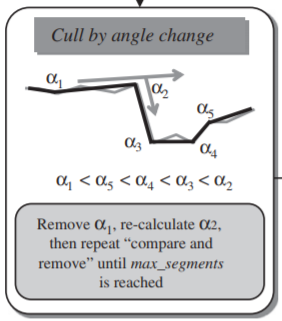 Cull by angle change
α1
α2
α5
α3
α4
α1 < α5 < α4 < α3 < α2
Remove α1, re-calculate α2,
then repeat “compare and
remove” until max_segments
is reached